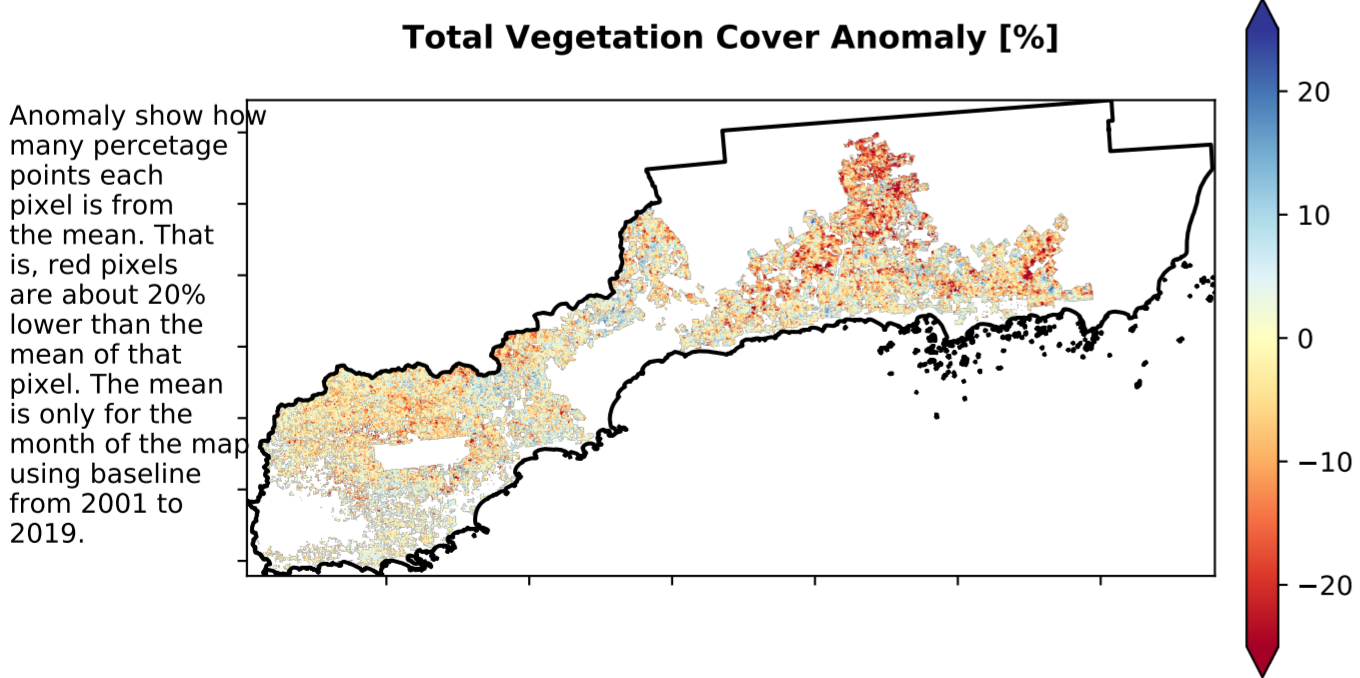 Total Vegetation Cover Anomaly [%]
Anomaly show how
many percetage
points each
pixel is from
the mean. That
is, red pixels
are about 20%
lower than the
mean of that
pixel. The mean
is only for the
month of the map
using baseline
from 2001 to
2019.
20
10
0
−10
−20